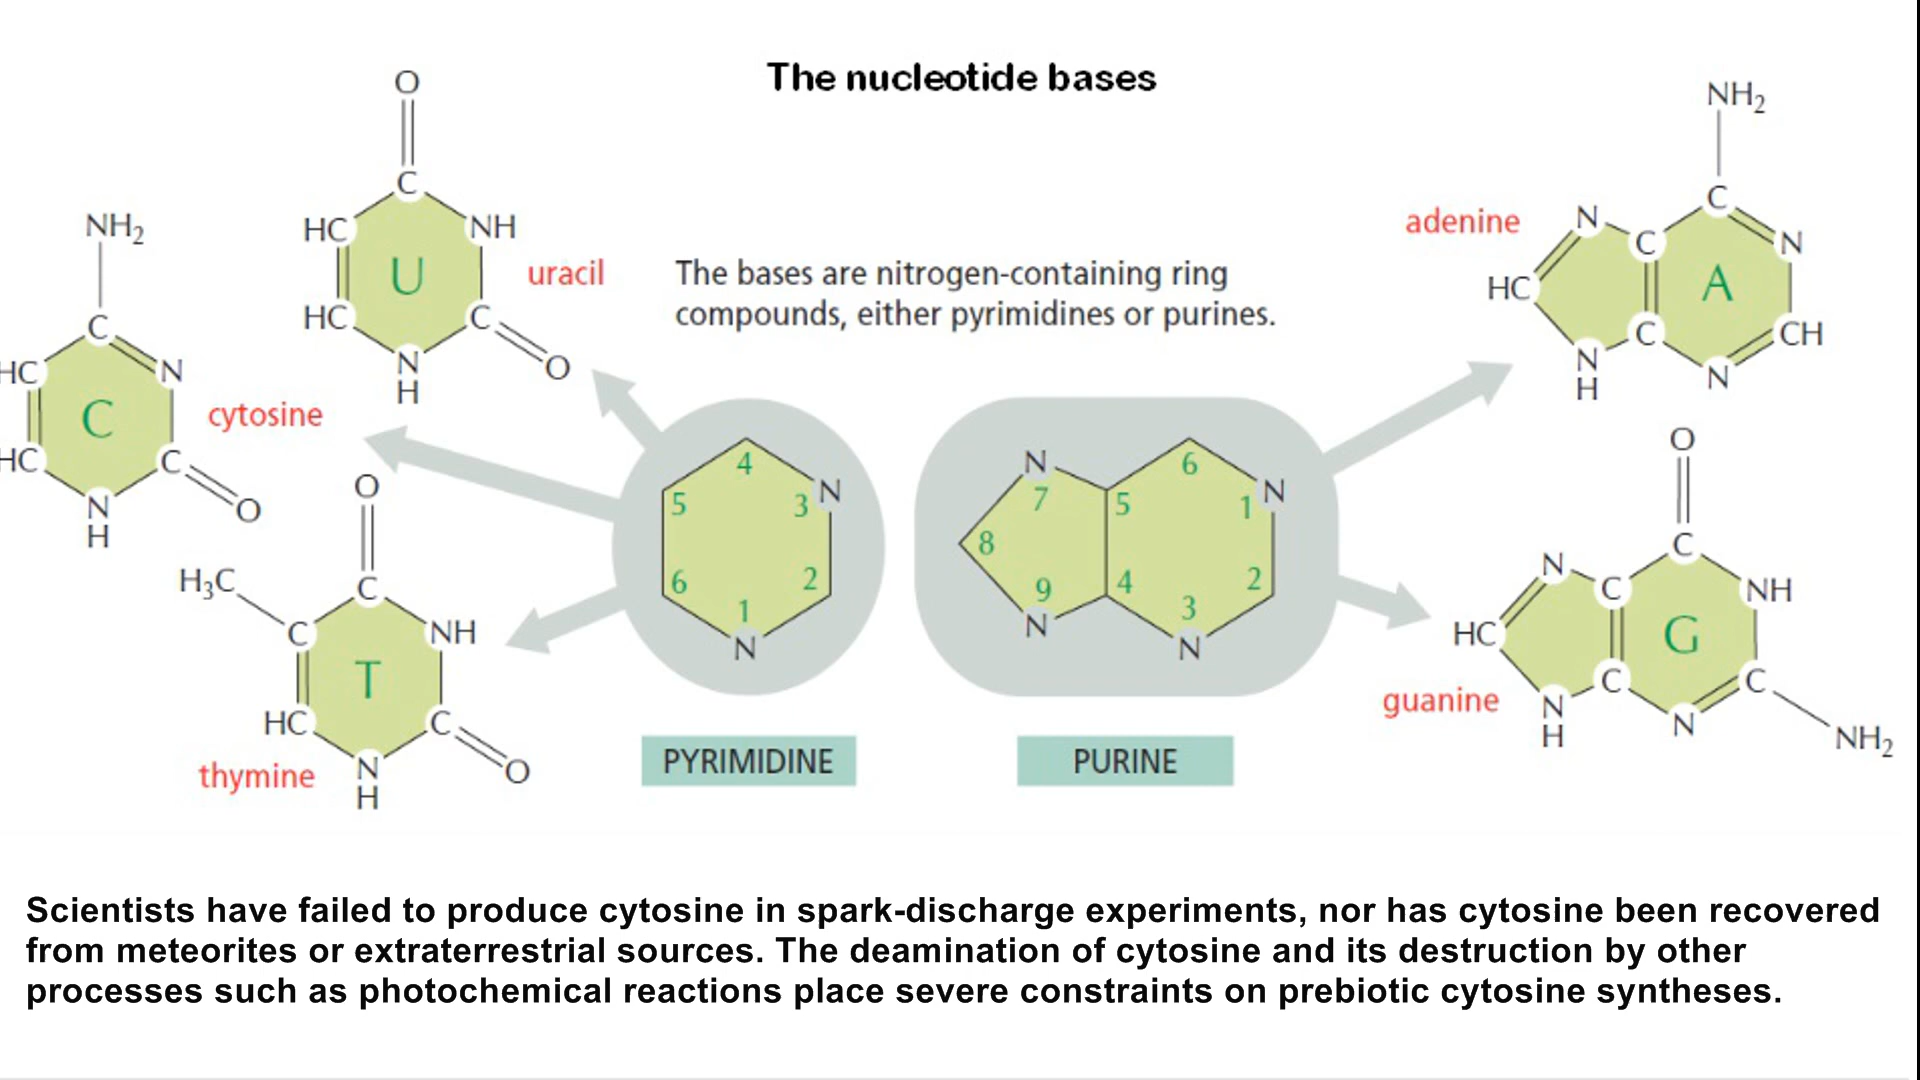 The nucleotide bases
The bases are nitrogen-containing ring
compounds, either pyrimidines or purines.
NH2
C
HC
N
C
HC
C
N
H
O
cytosine
O
C
HC
NH
U
HC
C
N
H
O
uracil
O
H3C
C
C
NH
T
HC
C
N
H
O
thymine
4
5
3
N
6
2
1
N
PYRIMIDINE
N
7
5
6
1
N
8
9
4
2
N
3
N
PURINE
adenine
NH2
C
N
C
N
A
HC
C
CH
N
H
N
O
C
N
C
NH
G
HC
C
C
N
H
N
NH2
guanine
Scientists have failed to produce cytosine in spark-discharge experiments, nor has cytosine been recovered
from meteorites or extraterrestrial sources. The deamination of cytosine and its destruction by other
processes such as photochemical reactions place severe constraints on prebiotic cytosine syntheses.